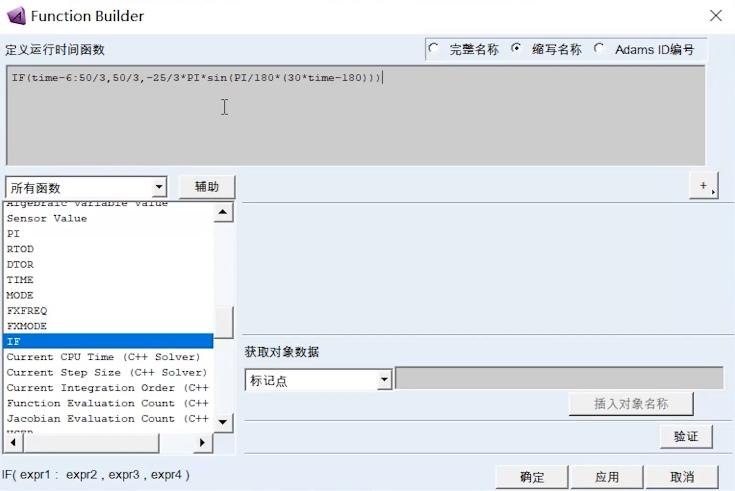 Function Builder
定义运行时间函数
完整名称 缩写名称 Adams ID编号
IF(time-6:50/3,50/3,-25/3*PI*sin(PI/180*(30*time-180)))
所有函数 辅助 +
Algebraic Variable Value
Sensor Value
PI
RTOD
DTOR
TIME
MODE
FXFREQ
FXMODE
IF
Current CPU Time (C++ Solver)
Current Step Size (C++ Solver)
Current Integration Order (C++
Function Evaluation Count (C++
Jacobian Evaluation Count (C++
获取对象数据
标记点
插入对象名称
验证
IF( expr1 : expr2 , expr3 , expr4 )
确定 应用 取消